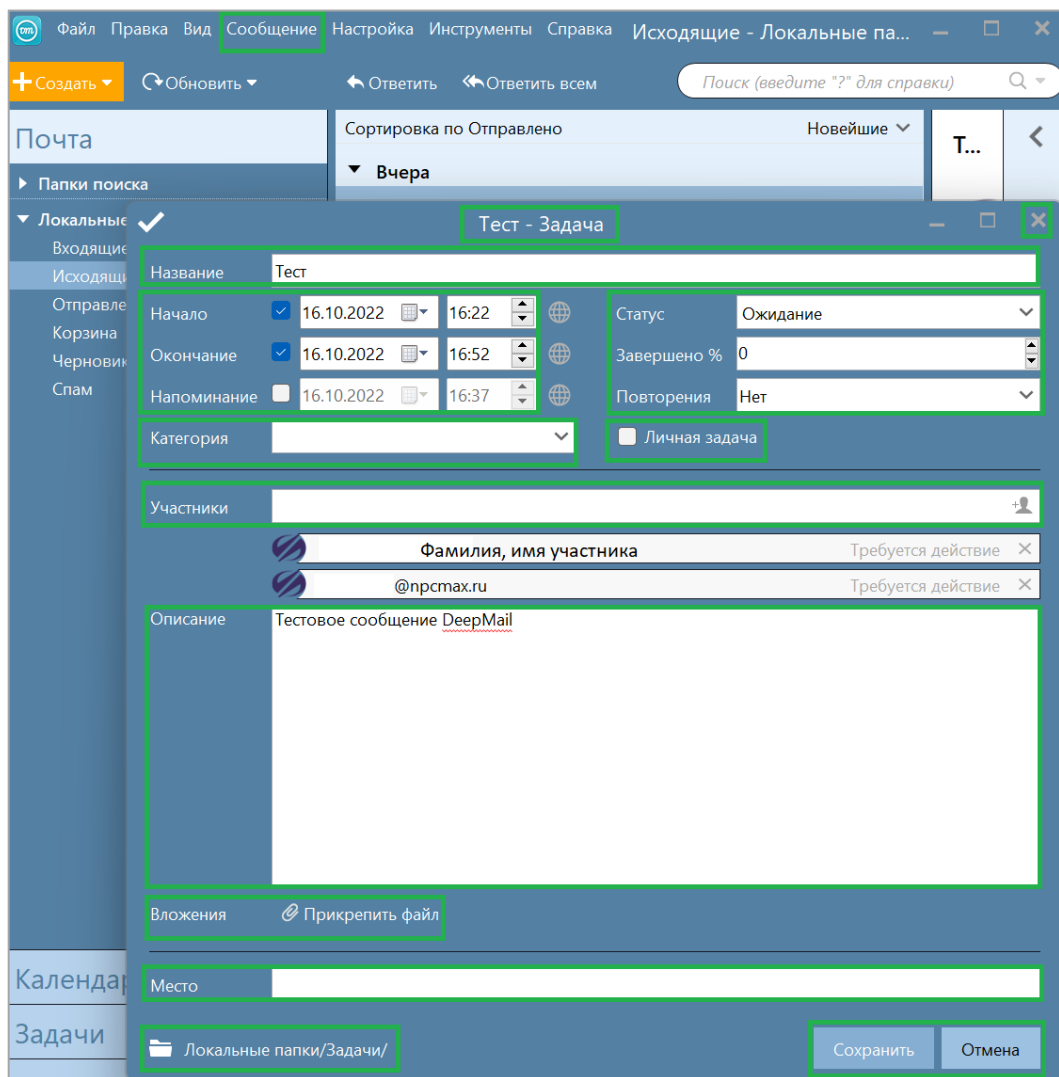 Файл Правка Вид Сообщение Настройка Инструменты Справка Исходящие - Локальные па...
Создать Обновить Ответить Ответить всем Поиск (введите "?" для справки)
Почта
Сортировка по Отправлено Новейшие
Т...
Вчера
Папки поиска
Локальные
Тест - Задача
Входящие
Исходящи
Отправле
Корзина
Чернови
Спам
Название Тест
Начало 16.10.2022 16:22 Статус Ожидание
Окончание 16.10.2022 16:52 Завершено % 0
Напоминание 16.10.2022 16:37 Повторения Нет
Категория Личная задача
Участники
Фамилия, имя участника Требуется действие
@npcmax.ru Требуется действие
Описание Тестовое сообщение DeepMail
Вложения Прикрепить файл
Календар
Место
Задачи
Локальные папки/Задачи/ Сохранить Отмена